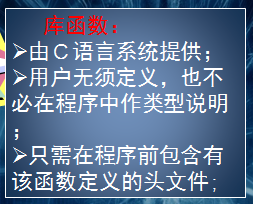 库函数：
➢由C语言系统提供；
➢用户无须定义，也不
必在程序中作类型说明
；
➢只需在程序前包含有
该函数定义的头文件；